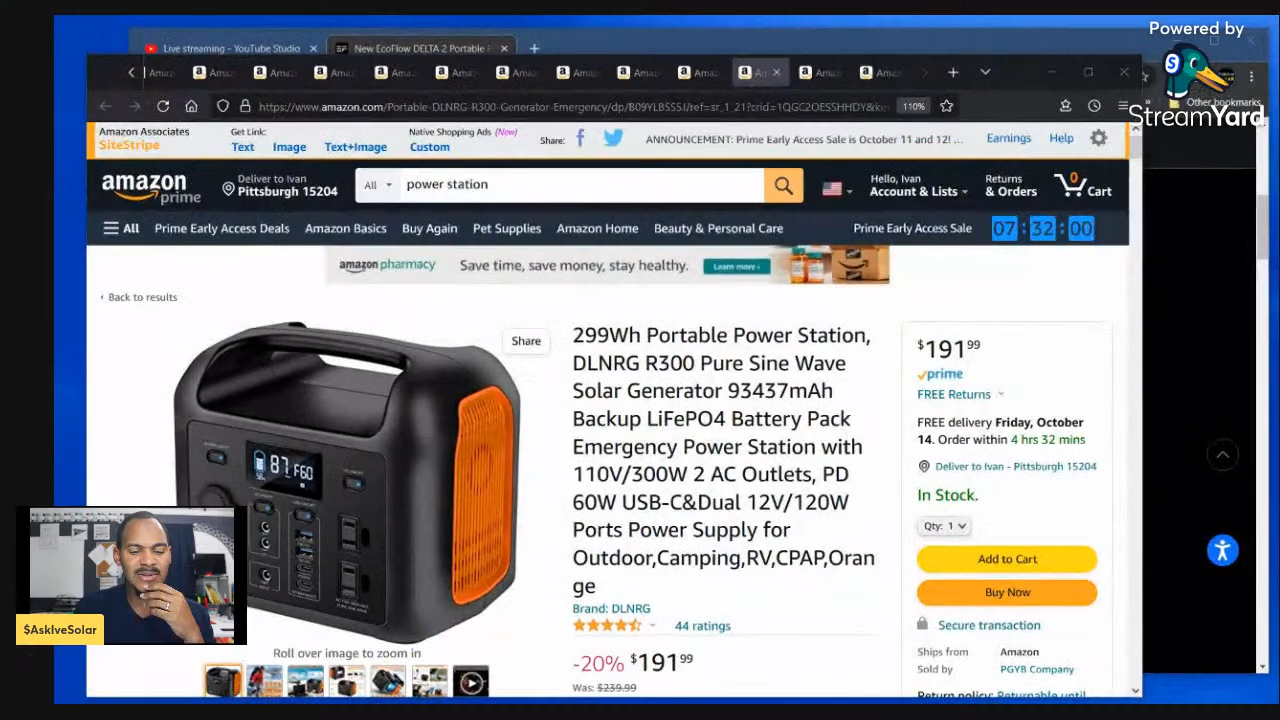 Powered by
StreamYard
Live streaming - YouTube Studio
New EcoFlow DELTA 2 Portable
Other bookmarks
https://www.amazon.com/Portable-DLNRG-R300-Generator-Emergency/dp/B09YLBSSSJ/ref=sr_1_21?crid=1QGC2OESSHHDY&
110%
Amazon Associates
SiteStripe
Get Link:
Text
Image
Text+Image
Native Shopping Ads (New)
Custom
Share:
ANNOUNCEMENT: Prime Early Access Sale is October 11 and 12! ...
Earnings
Help
amazon
prime
Deliver to Ivan
Pittsburgh 15204
All
power station
Hello, Ivan
Account & Lists
Returns
& Orders
0
Cart
All
Prime Early Access Deals
Amazon Basics
Buy Again
Pet Supplies
Amazon Home
Beauty & Personal Care
Prime Early Access Sale
07 : 32 : 00
amazon pharmacy
Save time, save money, stay healthy.
Learn more ›
‹ Back to results
Share
87 F60
299Wh Portable Power Station,
DLNRG R300 Pure Sine Wave
Solar Generator 93437mAh
Backup LiFePO4 Battery Pack
Emergency Power Station with
110V/300W 2 AC Outlets, PD
60W USB-C&Dual 12V/120W
Ports Power Supply for
Outdoor,Camping,RV,CPAP,Oran
ge
Brand: DLNRG
44 ratings
-20% $191 99
Was: $239.99
Roll over image to zoom in
$191 99
prime
FREE Returns
FREE delivery Friday, October
14. Order within 4 hrs 32 mins
Deliver to Ivan - Pittsburgh 15204
In Stock.
Qty: 1
Add to Cart
Buy Now
Secure transaction
Ships from Amazon
Sold by PGYB Company
Return policy: Returnable until
$AskIveSolar